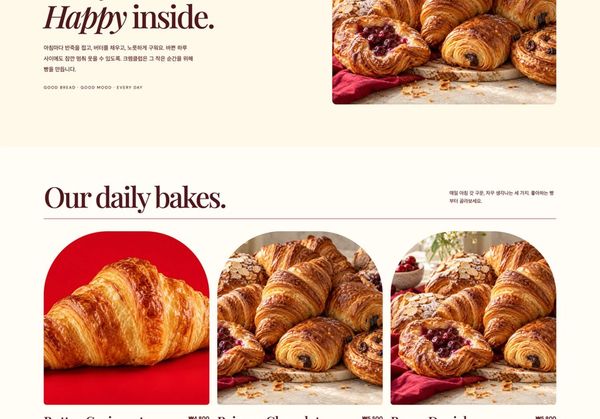 Happy inside.
아침마다 반죽을 접고, 버터를 채우고, 노릇하게 구워요. 바쁜 하루
사이에도 잠깐 멈춰 웃을 수 있도록. 크럼클럽은 그 작은 순간을 위해
빵을 만듭니다.
GOOD BREAD · GOOD MOOD · EVERY DAY
Our daily bakes.
매일 아침 갓 구운, 자꾸 생각나는 세 가지. 좋아하는 빵
부터 골라보세요.